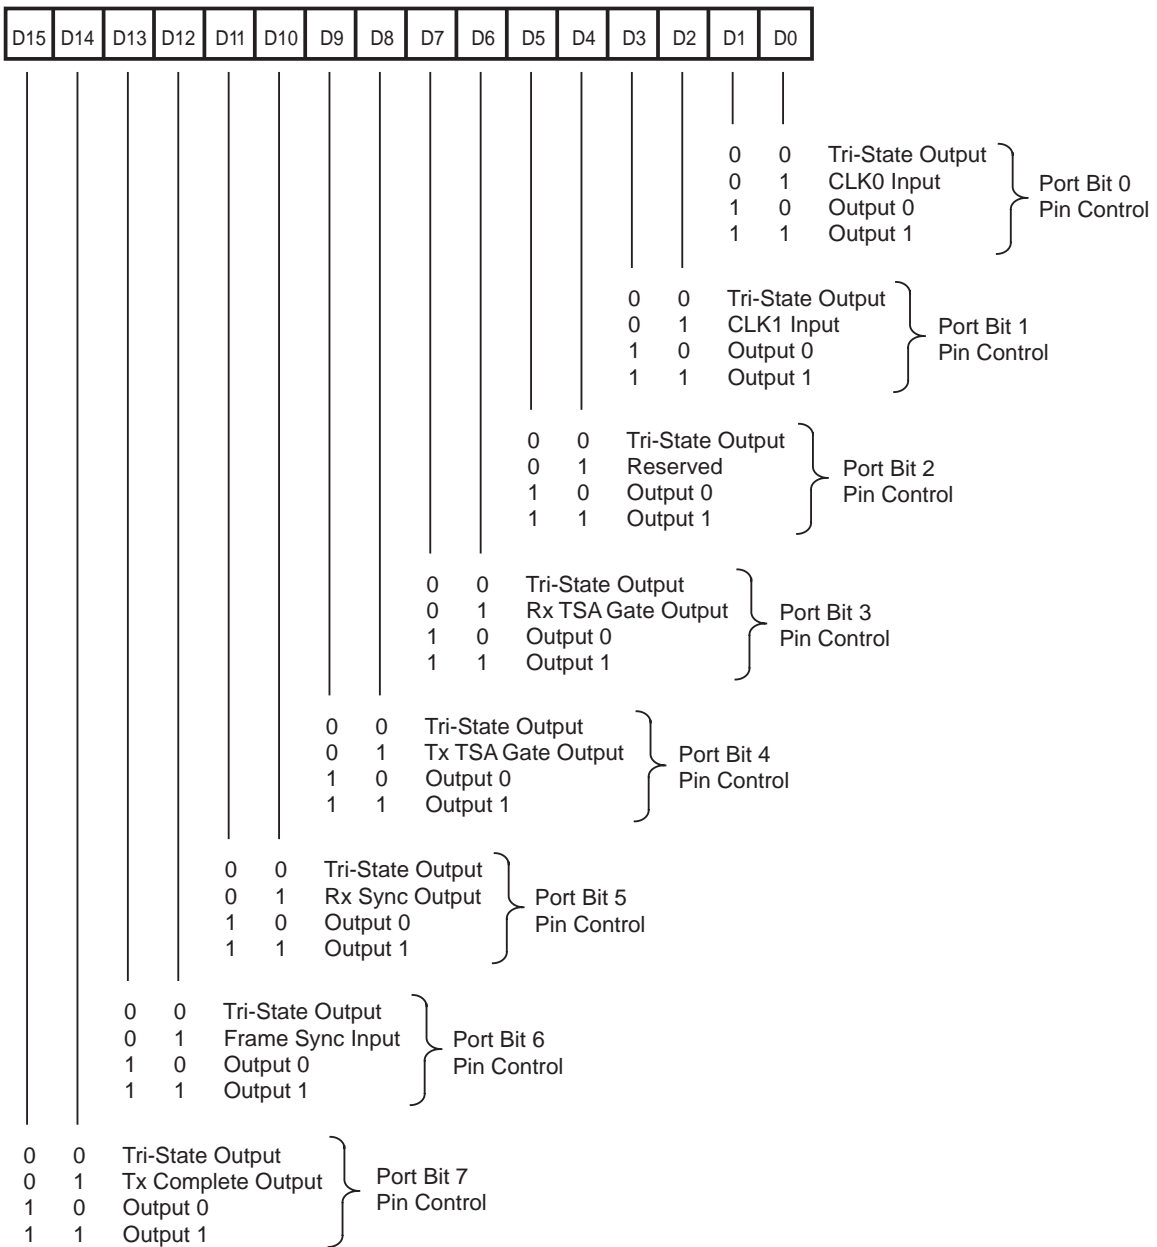 D15 D14 D13 D12 D11 D10 D9 D8 D7 D6 D5 D4 D3 D2 D1 D0
0 0 Tri-State Output
0 1 CLK0 Input
1 0 Output 0
1 1 Output 1
Port Bit 0
Pin Control
0 0 Tri-State Output
0 1 CLK1 Input
1 0 Output 0
1 1 Output 1
Port Bit 1
Pin Control
0 0 Tri-State Output
0 1 Reserved
1 0 Output 0
1 1 Output 1
Port Bit 2
Pin Control
0 0 Tri-State Output
0 1 Rx TSA Gate Output
1 0 Output 0
1 1 Output 1
Port Bit 3
Pin Control
0 0 Tri-State Output
0 1 Tx TSA Gate Output
1 0 Output 0
1 1 Output 1
Port Bit 4
Pin Control
0 0 Tri-State Output
0 1 Rx Sync Output
1 0 Output 0
1 1 Output 1
Port Bit 5
Pin Control
0 0 Tri-State Output
0 1 Frame Sync Input
1 0 Output 0
1 1 Output 1
Port Bit 6
Pin Control
0 0 Tri-State Output
0 1 Tx Complete Output
1 0 Output 0
1 1 Output 1
Port Bit 7
Pin Control